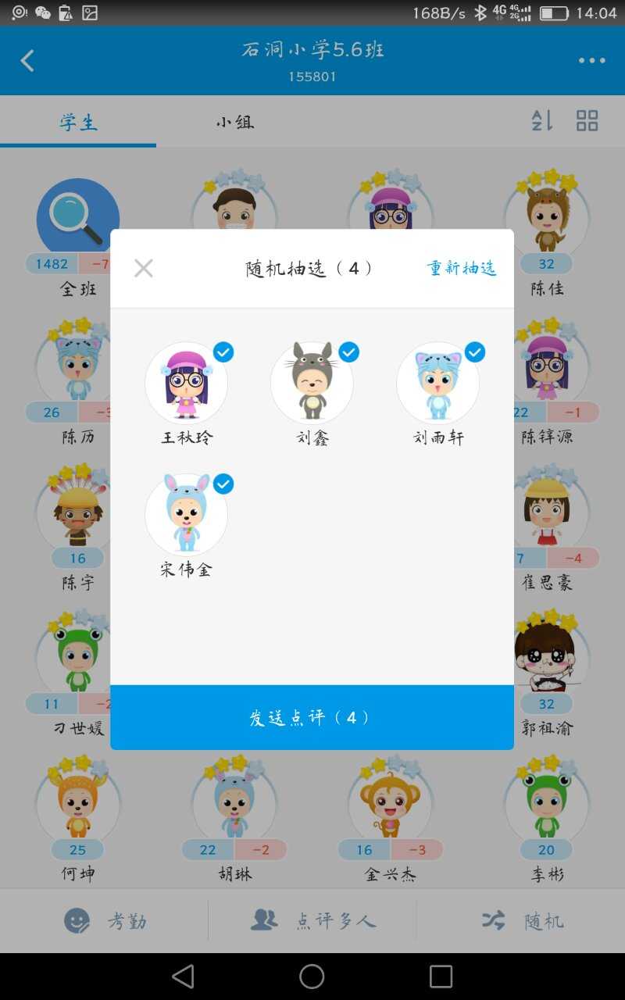 168B/s 4G 4G 2G 14:04
石洞小学5.6班
155801
学生 小组 AZ
1482 -7 32
全班 陈佳
随机抽选（4） 重新抽选
26 -3 22 -1
陈历 陈锌源
王秋玲 刘鑫 刘雨轩
16 7 -4
陈宇 崔思豪
宋伟金
11 -2 32
刁世媛 郭祖渝
发送点评（4）
25 22 -2 16 -3 20
何坤 胡琳 金兴杰 李彬
考勤 点评多人 随机